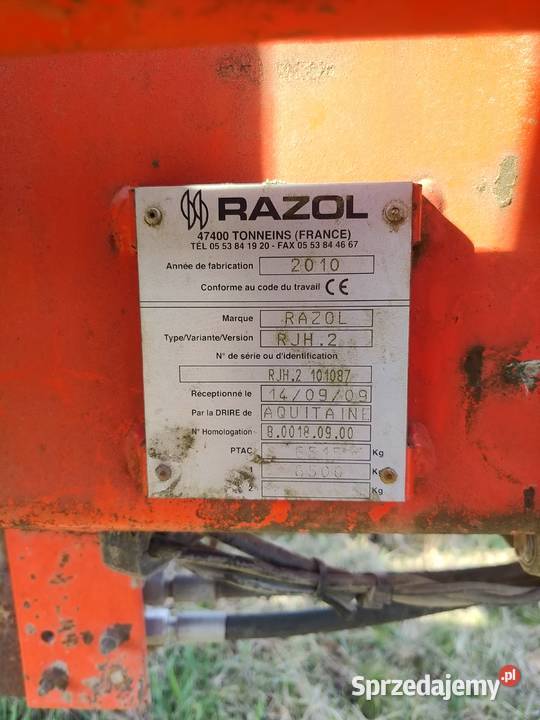 RAZOL
47400 TONNEINS (FRANCE)
TÉL 05 53 84 19 20 - FAX 05 53 84 46 67
Année de fabrication 2010
Conforme au code du travail CE
Marque RAZOL
Type/Variante/Version RJH.2
N° de série ou d'identification
RJH.2 101087
Réceptionné le 14/09/09
Par la DRIRE de AQUITAINE
N° Homologation 8.0018.09.00
PTAC Kg
1 6500 Kg
2 Kg
Sprzedajemy.pl